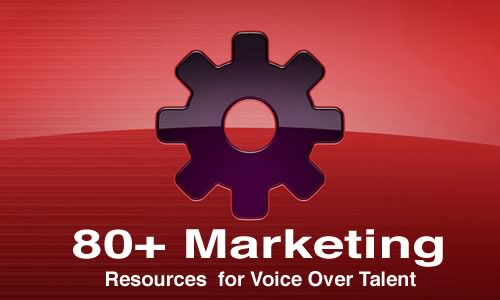 80+ Marketing
Resources  for Voice Over Talent